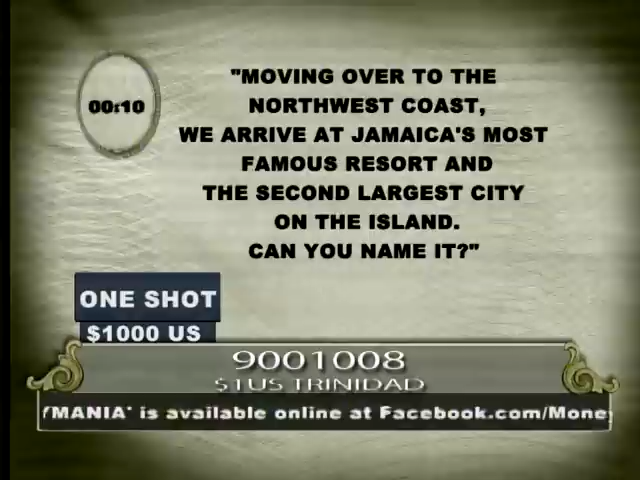 00:10
"MOVING OVER TO THE
NORTHWEST COAST,
WE ARRIVE AT JAMAICA'S MOST
FAMOUS RESORT AND
THE SECOND LARGEST CITY
ON THE ISLAND.
CAN YOU NAME IT?"
ONE SHOT
$1000 US
9001008
$1US TRINIDAD
MANIA' is available online at Facebook.com/Money